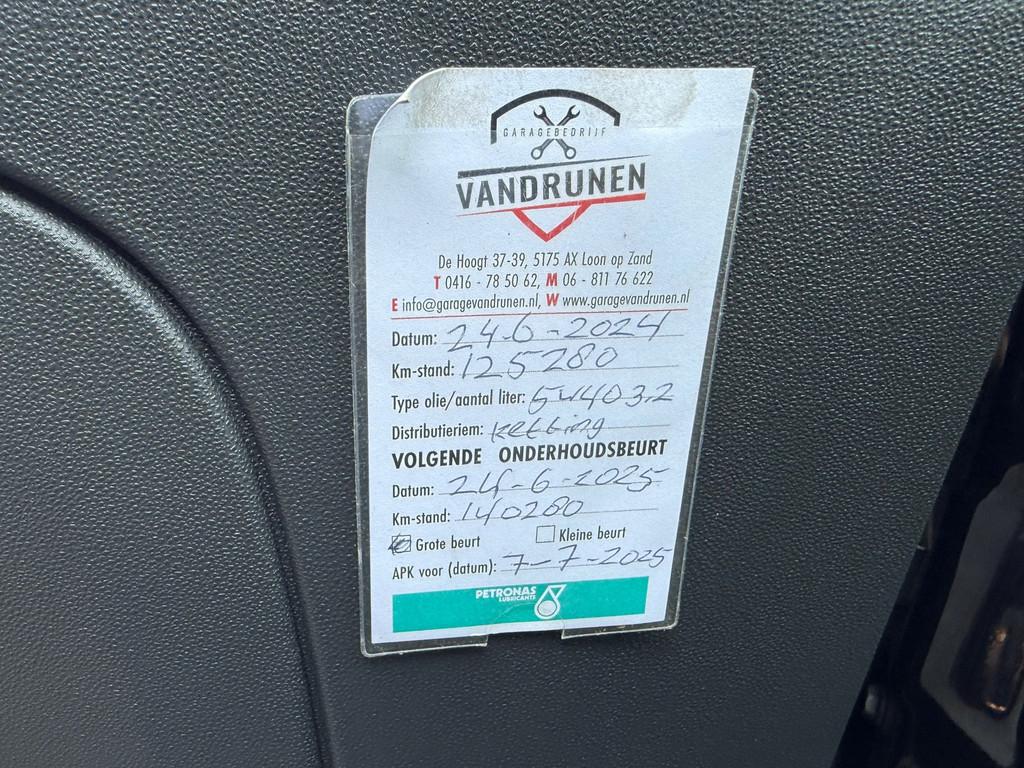 GARAGEBEDRIJF
VANDRUNEN
De Hoogt 37-39, 5175 AX Loon op Zand
T 0416 - 78 50 62, M 06 - 811 76 622
E info@garagevandrunen.nl, W www.garagevandrunen.nl
Datum: 24-6-2024
Km-stand: 125280
Type olie/aantal liter: 5W40 3.2
Distributieriem: ketting
VOLGENDE ONDERHOUDSBEURT
Datum: 24-6-2025
Km-stand: 140280
Grote beurt Kleine beurt
APK voor (datum): 7-7-2025
PETRONAS
LUBRICANTS